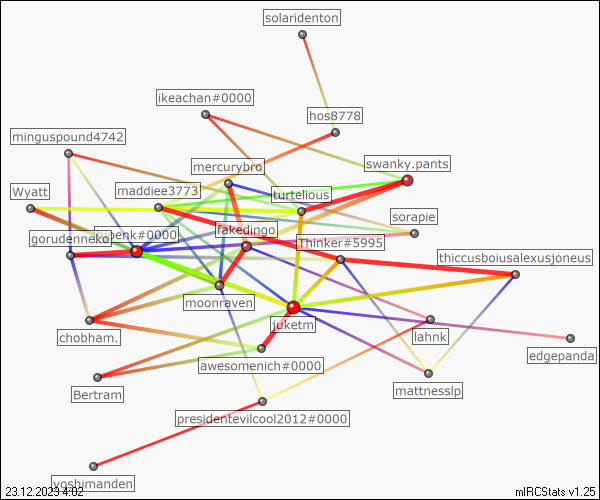 solaridenton
ikeachan#0000
hos8778
minguspound4742
mercurybro
swanky.pants
Wyatt
maddiee3773
turtelious
sorapie
gorudenneko
benk#0000
fakedingo
Thinker#5995
thiccusboiusalexusjoneus
moonraven
chobham.
juketm
lahnk
edgepanda
awesomenich#0000
Bertram
mattnesslp
presidentevilcool2012#0000
yoshimanden
23.12.2023 4:02
mIRCStats v1.25